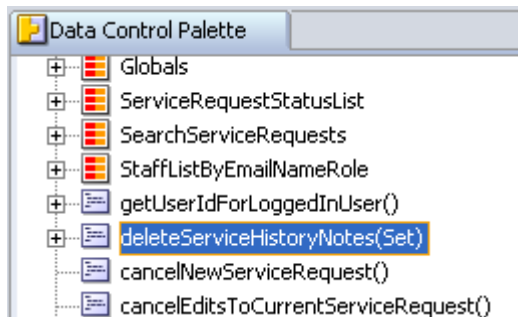 Data Control Palette
Globals
ServiceRequestStatusList
SearchServiceRequests
StaffListByEmailNameRole
getUserIdForLoggedInUser()
deleteServiceHistoryNotes(Set)
cancelNewServiceRequest()
cancelEditsToCurrentServiceRequest()